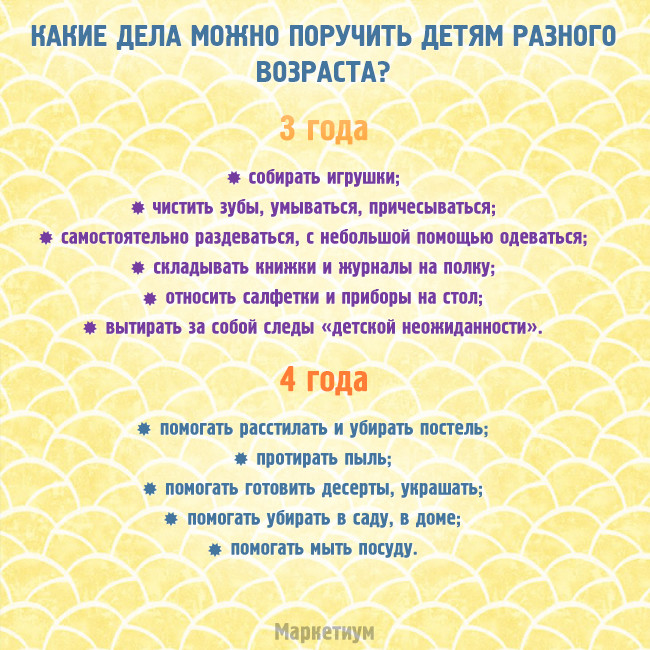 КАКИЕ ДЕЛА МОЖНО ПОРУЧИТЬ ДЕТЯМ РАЗНОГО
ВОЗРАСТА?
3 года
собирать игрушки;
чистить зубы, умываться, причесываться;
самостоятельно раздеваться, с небольшой помощью одеваться;
складывать книжки и журналы на полку;
относить салфетки и приборы на стол;
вытирать за собой следы «детской неожиданности».
4 года
помогать расстилать и убирать постель;
протирать пыль;
помогать готовить десерты, украшать;
помогать убирать в саду, в доме;
помогать мыть посуду.
Маркетиум